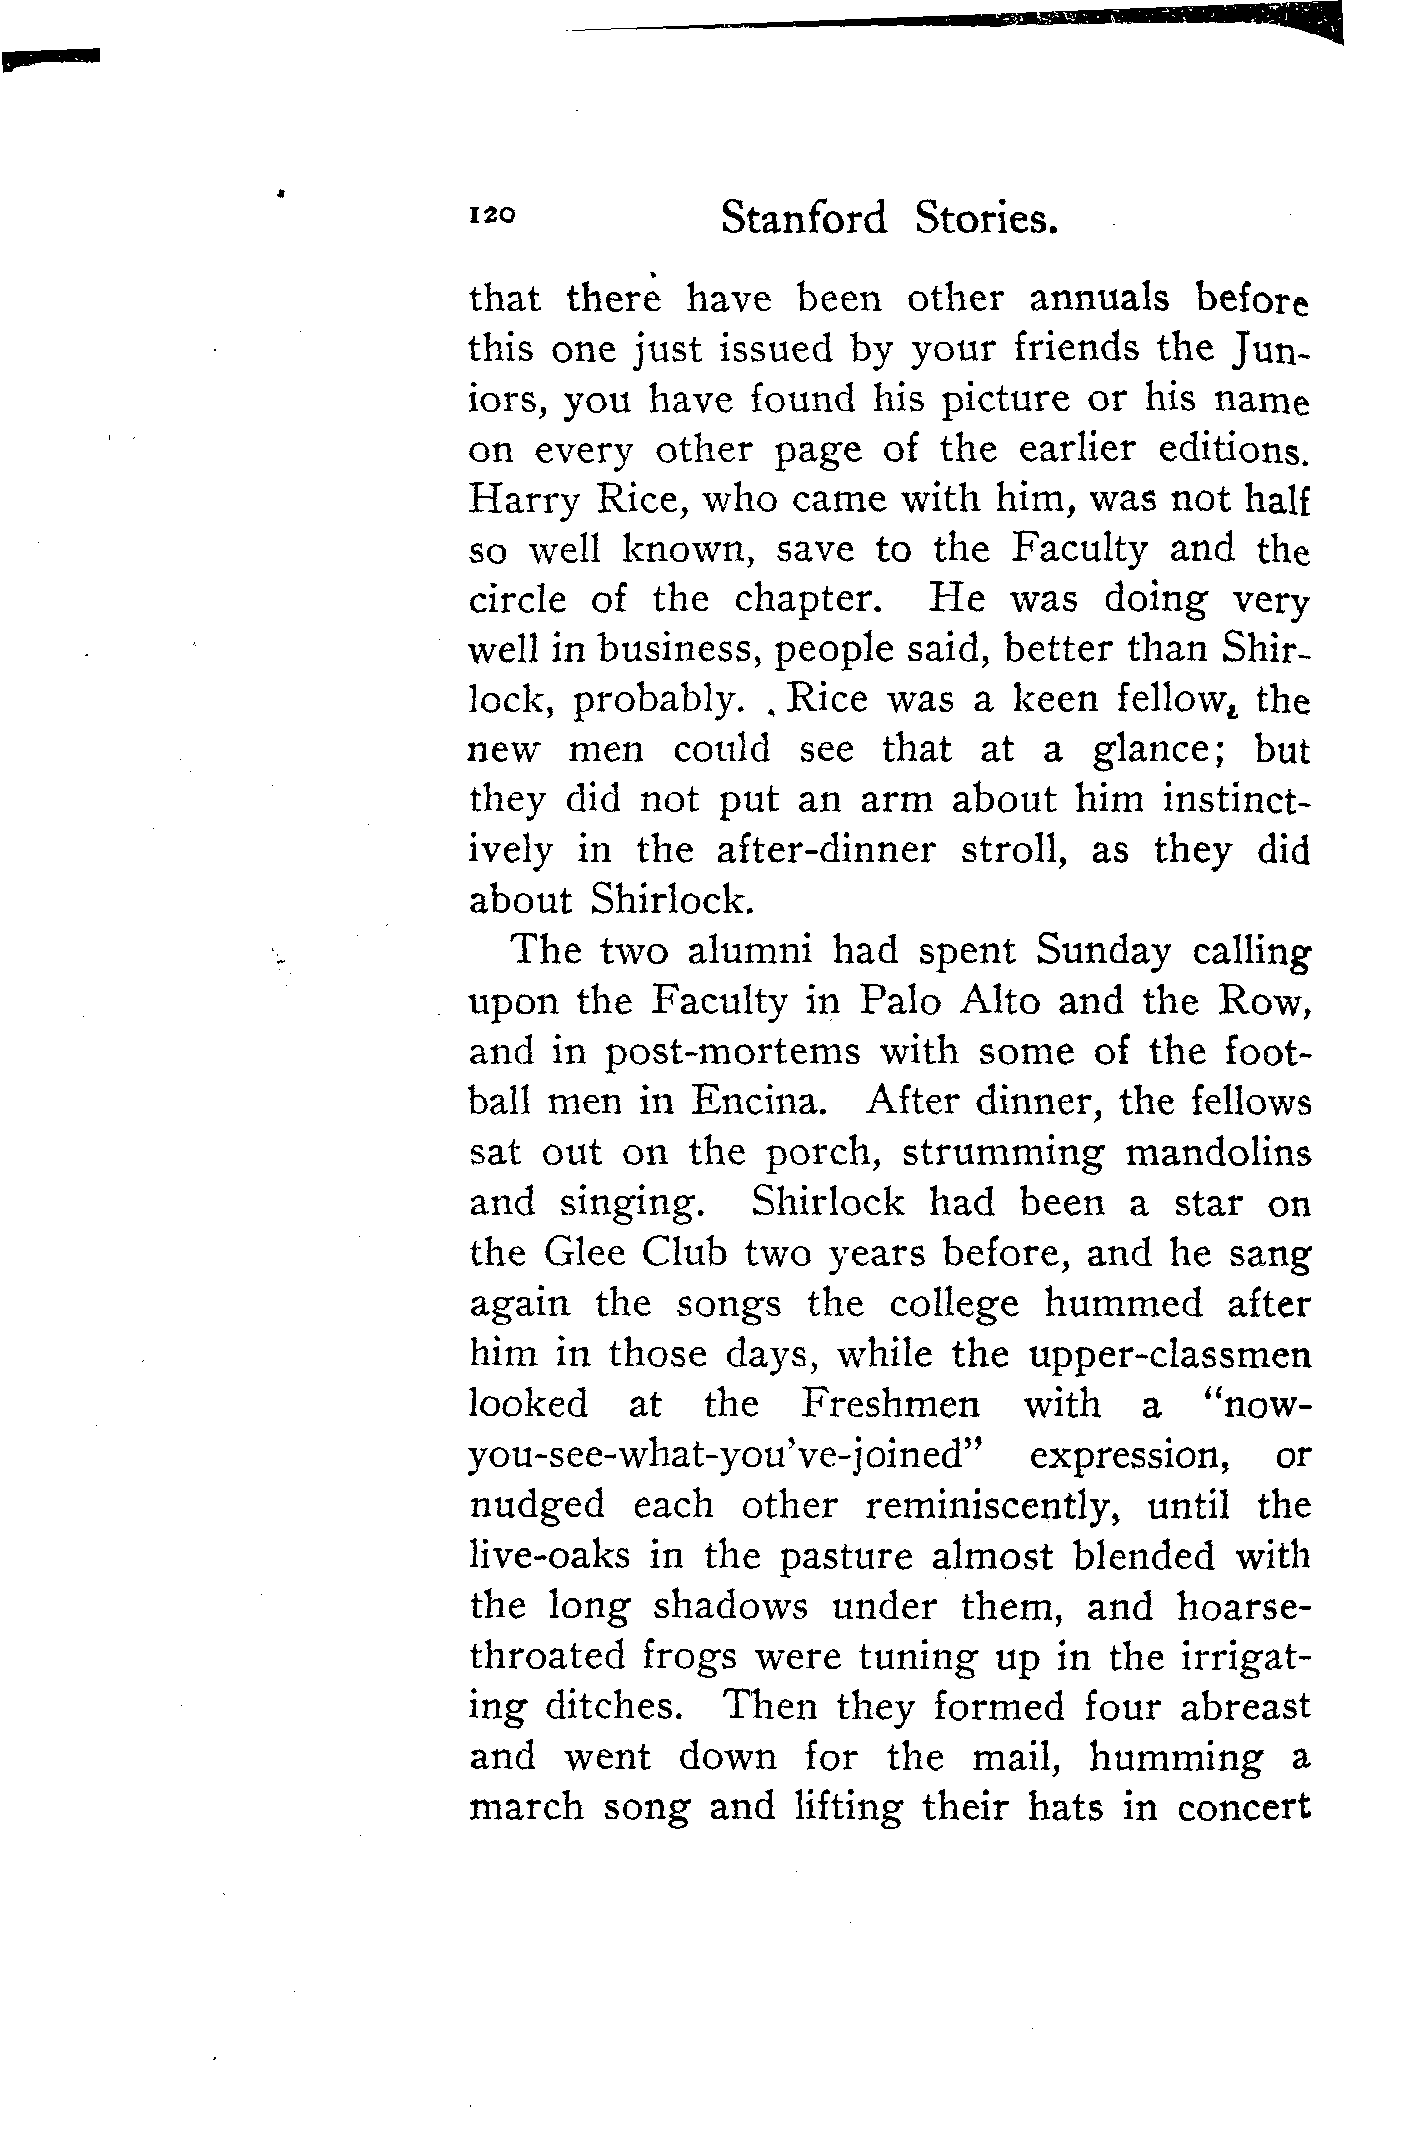 120 Stanford Stories.
that there have been other annuals before
this one just issued by your friends the Jun-
iors, you have found his picture or his name
on every other page of the earlier editions.
Harry Rice, who came with him, was not half
so well known, save to the Faculty and the
circle of the chapter. He was doing very
well in business, people said, better than Shir-
lock, probably. Rice was a keen fellow, the
new men could see that at a glance; but
they did not put an arm about him instinct-
ively in the after-dinner stroll, as they did
about Shirlock.
The two alumni had spent Sunday calling
upon the Faculty in Palo Alto and the Row,
and in post-mortems with some of the foot-
ball men in Encina. After dinner, the fellows
sat out on the porch, strumming mandolins
and singing. Shirlock had been a star on
the Glee Club two years before, and he sang
again the songs the college hummed after
him in those days, while the upper-classmen
looked at the Freshmen with a "now-
you-see-what-you've-joined" expression, or
nudged each other reminiscently, until the
live-oaks in the pasture almost blended with
the long shadows under them, and hoarse-
throated frogs were tuning up in the irrigat-
ing ditches. Then they formed four abreast
and went down for the mail, humming a
march song and lifting their hats in concert